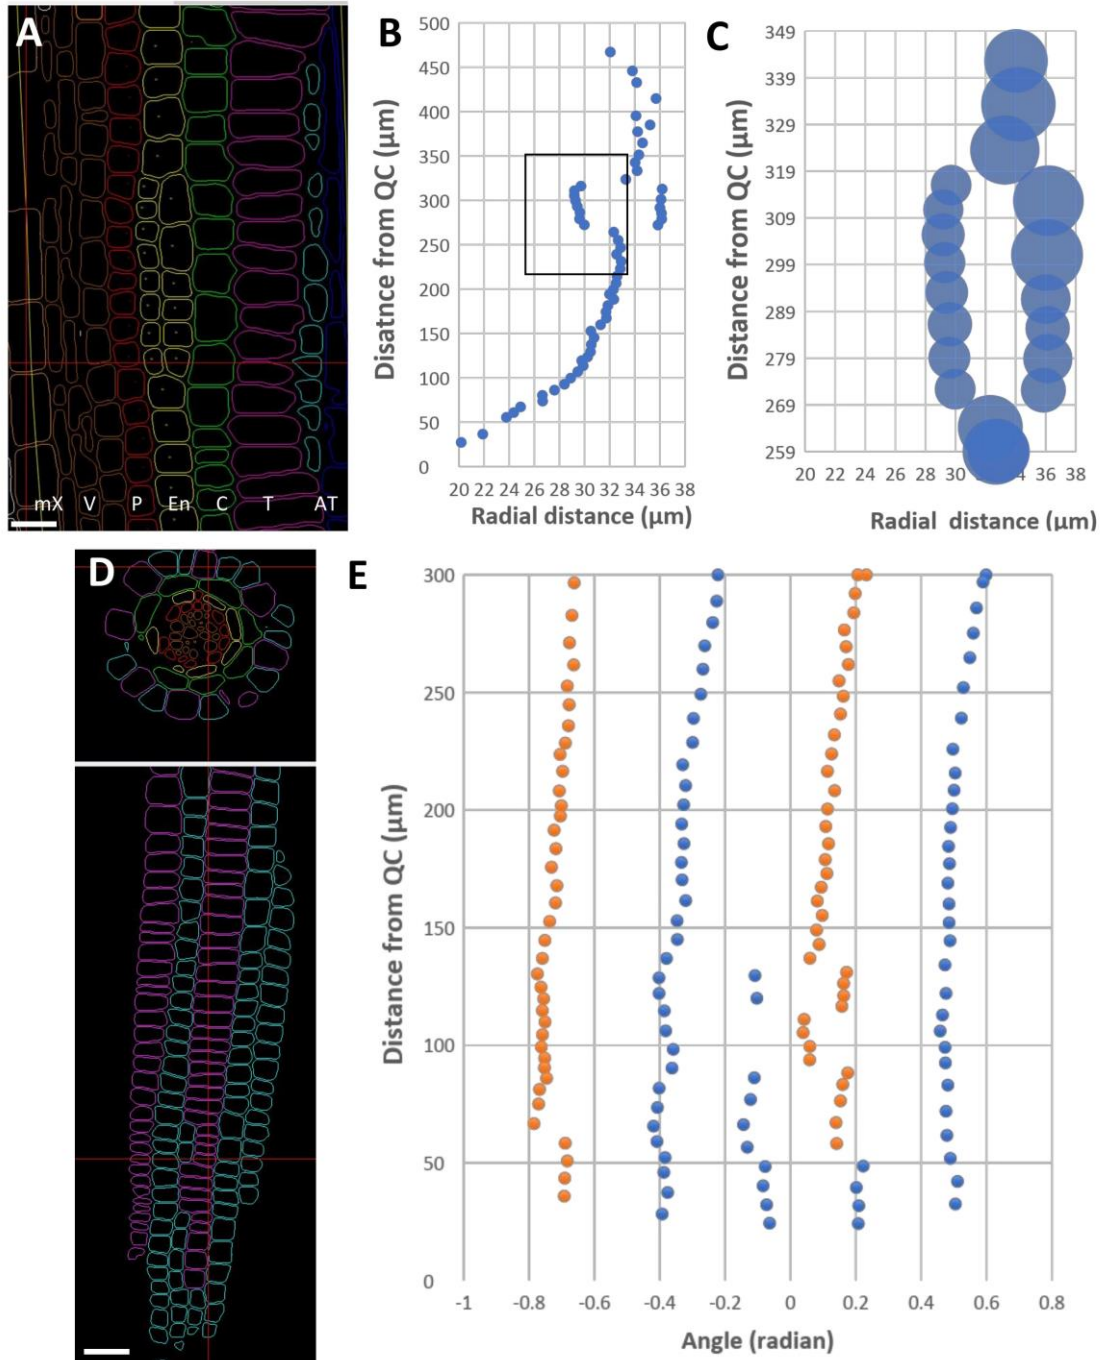 A
mX V P En C T AT
B
Disatnce from QC (µm)
500
450
400
350
300
250
200
150
100
50
0
20 22 24 26 28 30 32 34 36 38
Radial distance (µm)
C
Distance from QC (µm)
349
339
329
319
309
299
289
279
269
259
20 22 24 26 28 30 34 36 38
Radial distance (µm)
D
E
Distance from QC (µm)
300
250
200
150
100
50
0
-1 -0.8 -0.6 -0.4 -0.2 0 0.2 0.4 0.6 0.8
Angle (radian)